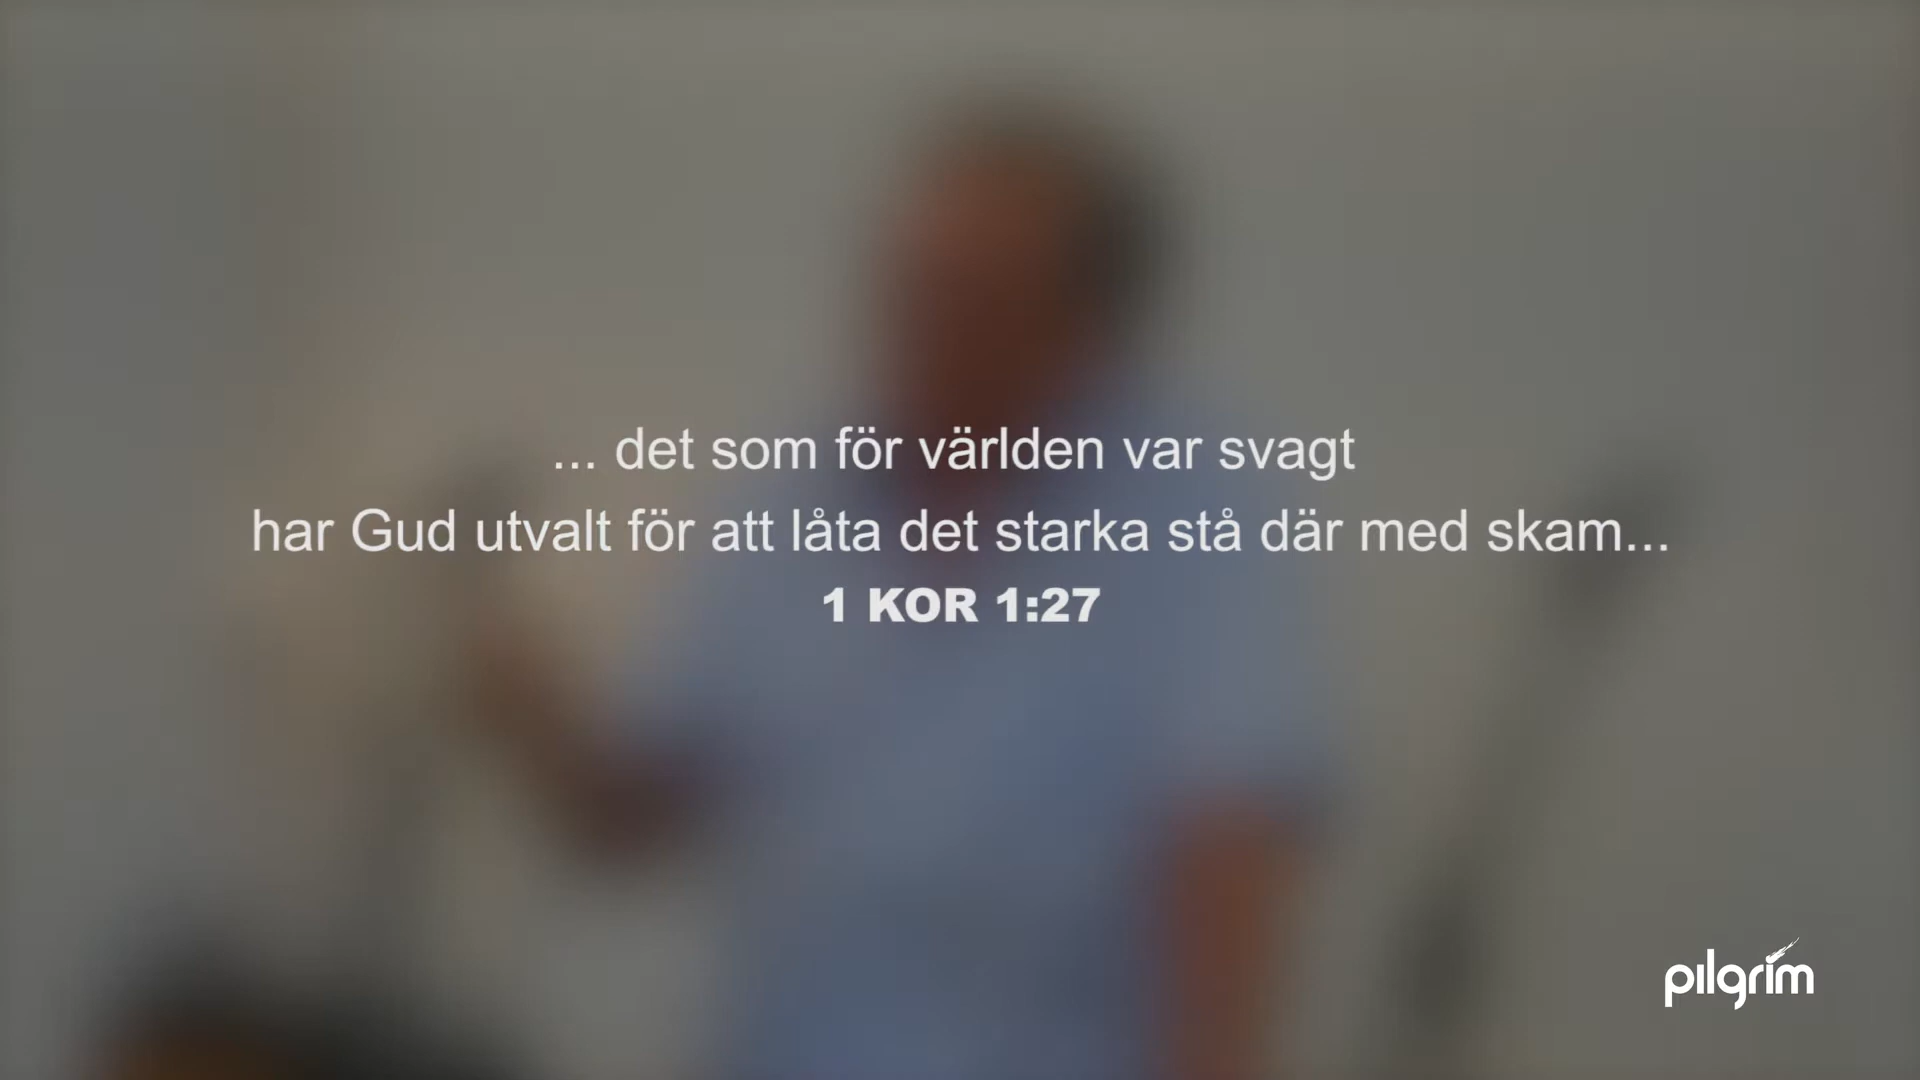 ... det som för världen var svagt
har Gud utvalt för att låta det starka stå där med skam...
1 KOR 1:27
pilgrim